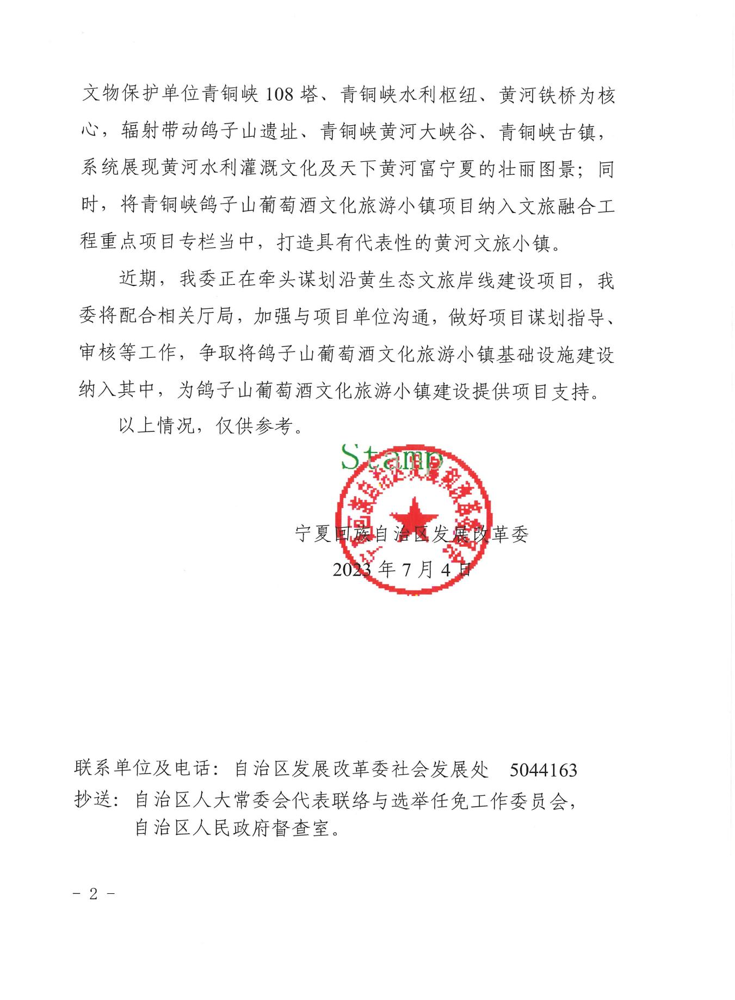 文物保护单位青铜峡 108 塔、青铜峡水利枢纽、黄河铁桥为核
心，辐射带动鸽子山遗址、青铜峡黄河大峡谷、青铜峡古镇，
系统展现黄河水利灌溉文化及天下黄河富宁夏的壮丽图景；同
时，将青铜峡鸽子山葡萄酒文化旅游小镇项目纳入文旅融合工
程重点项目专栏当中，打造具有代表性的黄河文旅小镇。
近期，我委正在牵头谋划沿黄生态文旅岸线建设项目，我
委将配合相关厅局，加强与项目单位沟通，做好项目谋划指导、
审核等工作，争取将鸽子山葡萄酒文化旅游小镇基础设施建设
纳入其中，为鸽子山葡萄酒文化旅游小镇建设提供项目支持。
以上情况，仅供参考。
Stamp
宁夏回族自治区发展改革委
2023 年 7 月 4 日
联系单位及电话：自治区发展改革委社会发展处 5044163
抄送：自治区人大常委会代表联络与选举任免工作委员会，
自治区人民政府督查室。
- 2 -